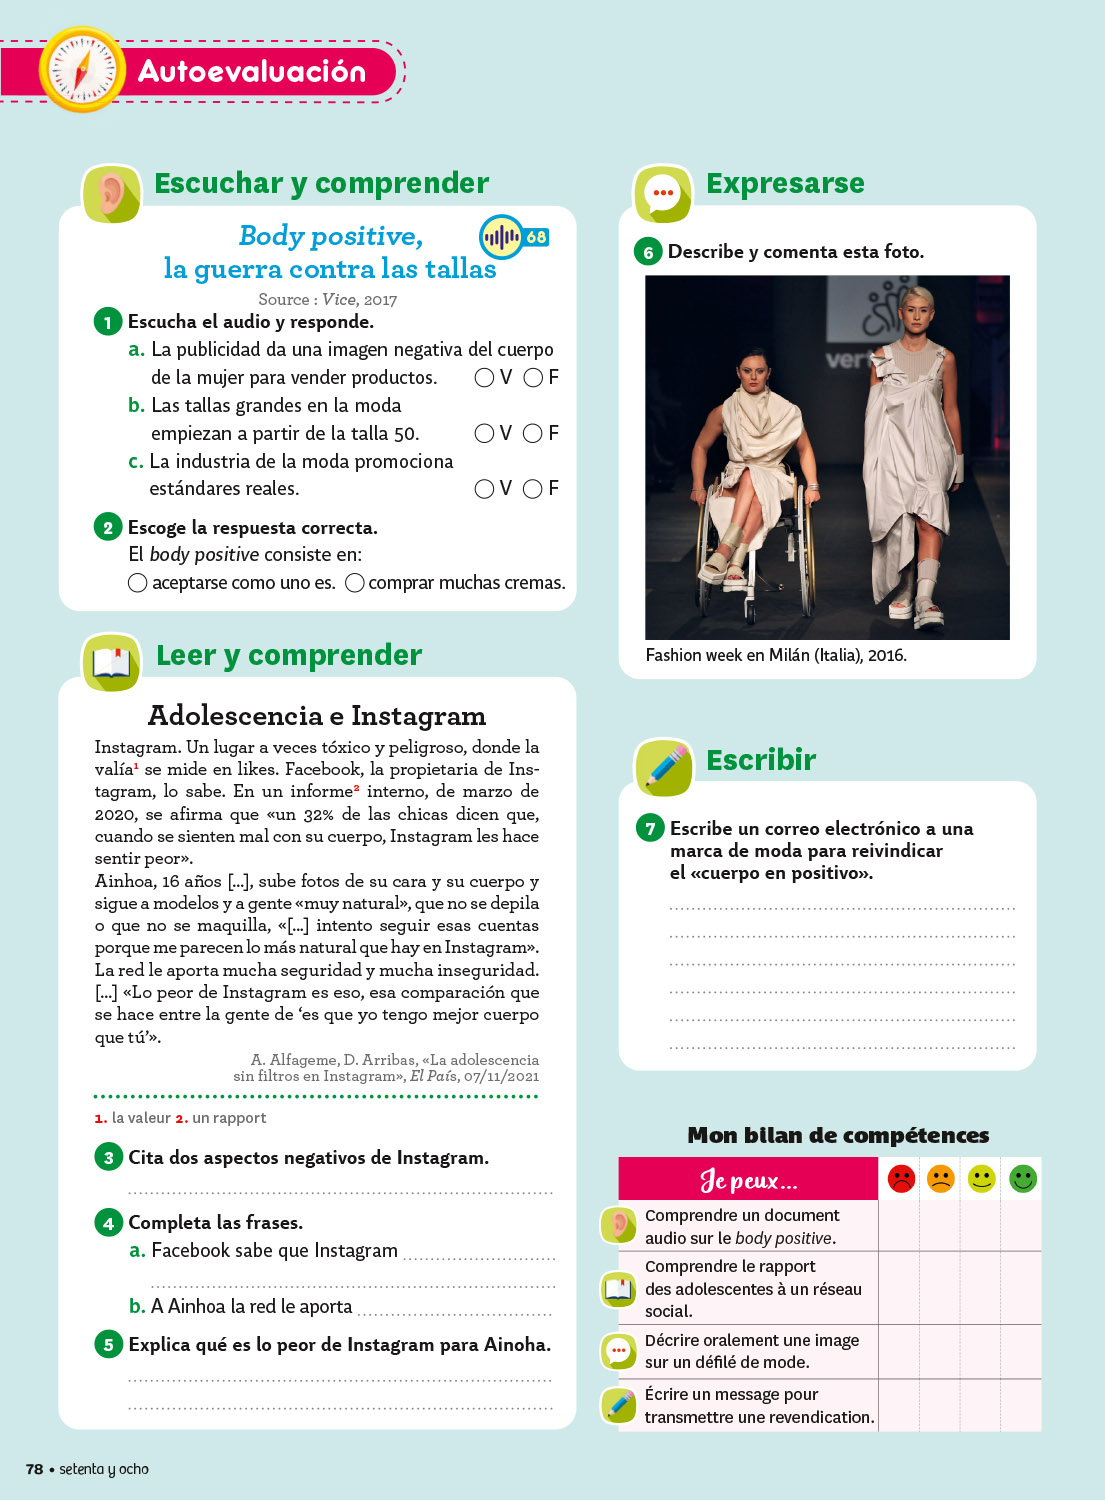 Autoevaluación
Escuchar y comprender
Body positive,
la guerra contra las tallas
68
Source : Vice, 2017
1 Escucha el audio y responde.
a. La publicidad da una imagen negativa del cuerpo
de la mujer para vender productos. V F
b. Las tallas grandes en la moda
empiezan a partir de la talla 50. V F
c. La industria de la moda promociona
estándares reales. V F
2 Escoge la respuesta correcta.
El body positive consiste en:
aceptarse como uno es. comprar muchas cremas.
Leer y comprender
Adolescencia e Instagram
Instagram. Un lugar a veces tóxico y peligroso, donde la
valía1 se mide en likes. Facebook, la propietaria de Ins-
tagram, lo sabe. En un informe2 interno, de marzo de
2020, se afirma que «un 32% de las chicas dicen que,
cuando se sienten mal con su cuerpo, Instagram les hace
sentir peor».
Ainhoa, 16 años [...], sube fotos de su cara y su cuerpo y
sigue a modelos y a gente «muy natural», que no se depila
o que no se maquilla, «[...] intento seguir esas cuentas
porque me parecen lo más natural que hay en Instagram».
La red le aporta mucha seguridad y mucha inseguridad.
[...] «Lo peor de Instagram es eso, esa comparación que
se hace entre la gente de ‘es que yo tengo mejor cuerpo
que tú’».
A. Alfageme, D. Arribas, «La adolescencia
sin filtros en Instagram», El País, 07/11/2021
1. la valeur 2. un rapport
3 Cita dos aspectos negativos de Instagram.
4 Completa las frases.
a. Facebook sabe que Instagram
b. A Ainhoa la red le aporta
5 Explica qué es lo peor de Instagram para Ainoha.
Expresarse
6 Describe y comenta esta foto.
Fashion week en Milán (Italia), 2016.
Escribir
7 Escribe un correo electrónico a una
marca de moda para reivindicar
el «cuerpo en positivo».
Mon bilan de compétences
Je peux...
Comprendre un document
audio sur le body positive.
Comprendre le rapport
des adolescentes à un réseau
social.
Décrire oralement une image
sur un défilé de mode.
Écrire un message pour
transmettre une revendication.
78 • setenta y ocho